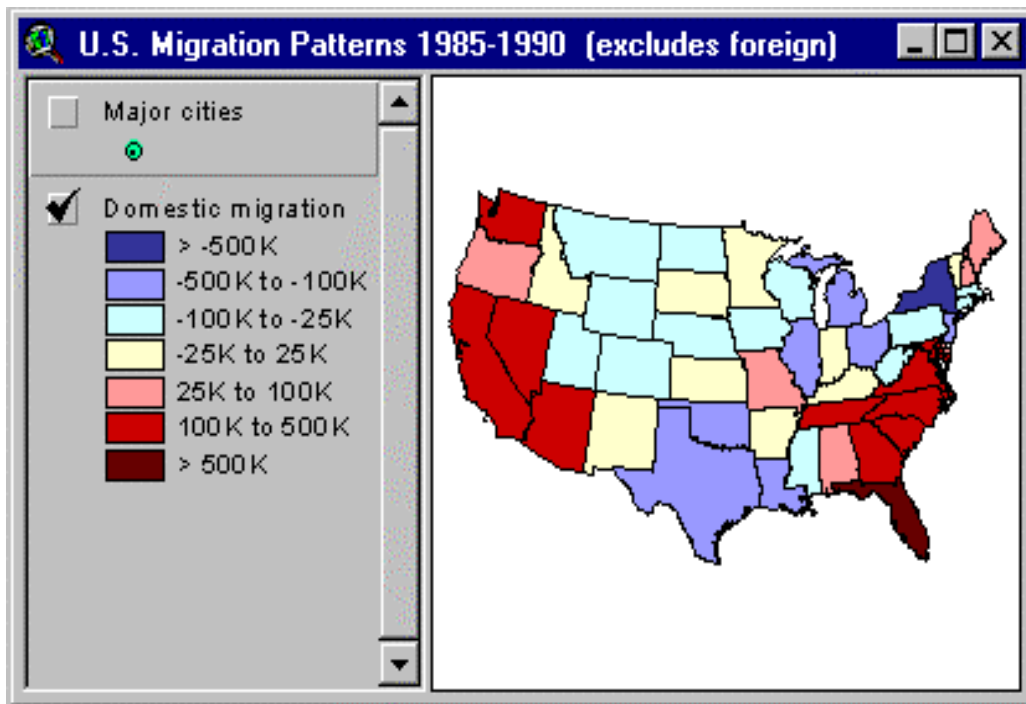 U.S. Migration Patterns 1985-1990 (excludes foreign)
Major cities
Domestic migration
> -500K
-500K to -100K
-100K to -25K
-25K to 25K
25K to 100K
100K to 500K
> 500K